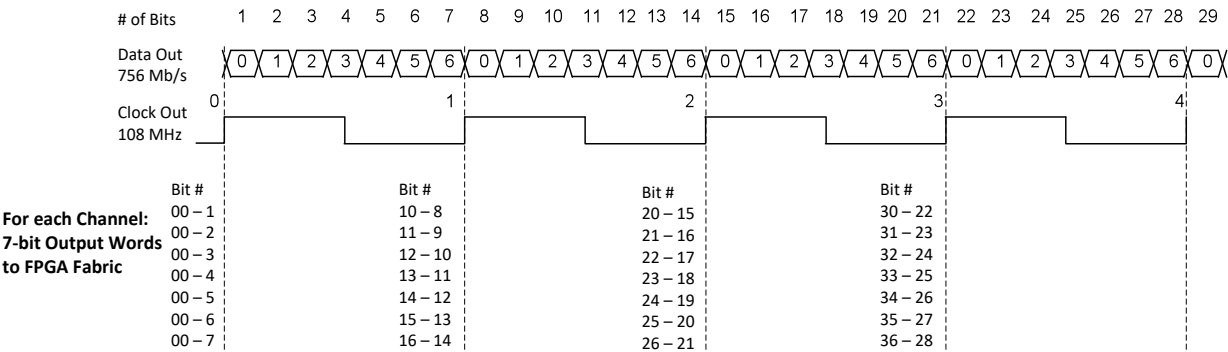 # of Bits 1 2 3 4 5 6 7 8 9 10 11 12 13 14 15 16 17 18 19 20 21 22 23 24 25 26 27 28 29
Data Out
756 Mb/s
0 1 2 3 4 5 6 0 1 2 3 4 5 6 0 1 2 3 4 5 6 0 1 2 3 4 5 6 0
0 1 2 3 4
Clock Out
108 MHz
For each Channel:
7-bit Output Words
to FPGA Fabric
Bit #
00 – 1
00 – 2
00 – 3
00 – 4
00 – 5
00 – 6
00 – 7
Bit #
10 – 8
11 – 9
12 – 10
13 – 11
14 – 12
15 – 13
16 – 14
Bit #
20 – 15
21 – 16
22 – 17
23 – 18
24 – 19
25 – 20
26 – 21
Bit #
30 – 22
31 – 23
32 – 24
33 – 25
34 – 26
35 – 27
36 – 28